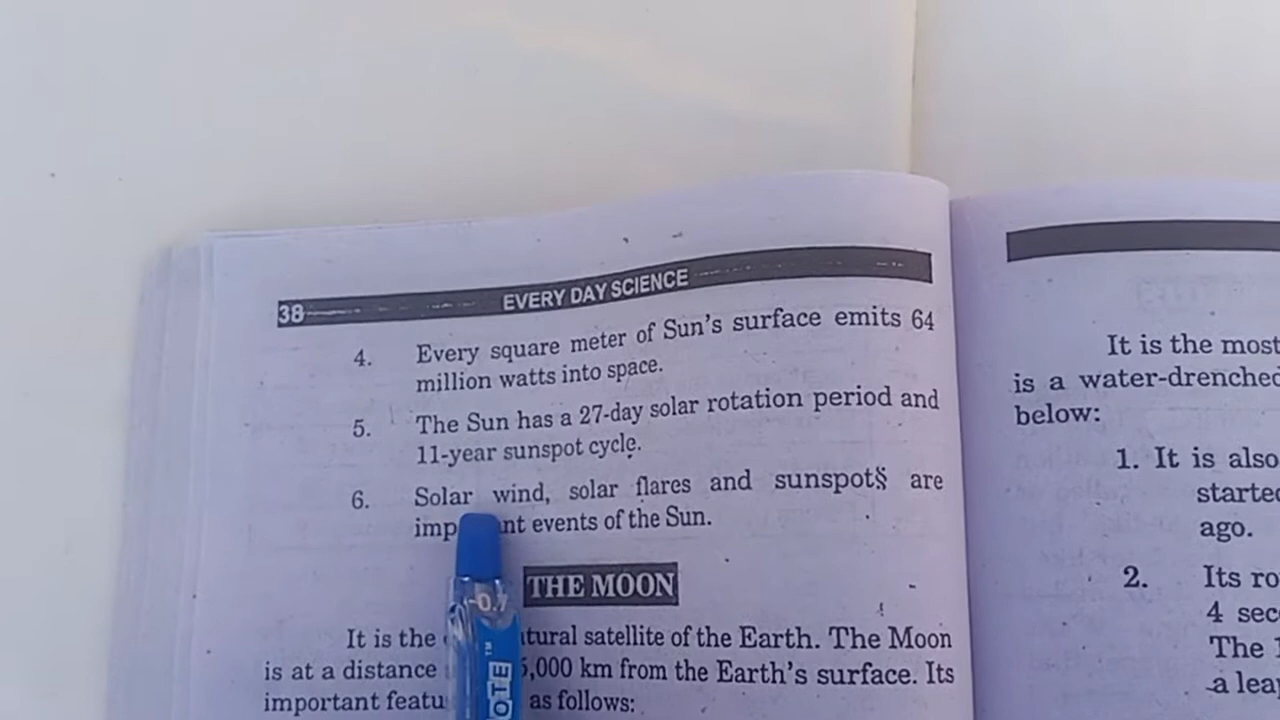 38
EVERY DAY SCIENCE
4. Every square meter of Sun's surface emits 64
million watts into space.
5. The Sun has a 27-day solar rotation period and
11-year sunspot cycle.
6. Solar wind, solar flares and sunspots are
imp nt events of the Sun.
THE MOON
It is the tural satellite of the Earth. The Moon
is at a distance 5,000 km from the Earth's surface. Its
important featu as follows:
-0.7
OTE™
It is the most
is a water-drenched
below:
1. It is also
started
ago.
2. Its ro
4 sec
The
a lea